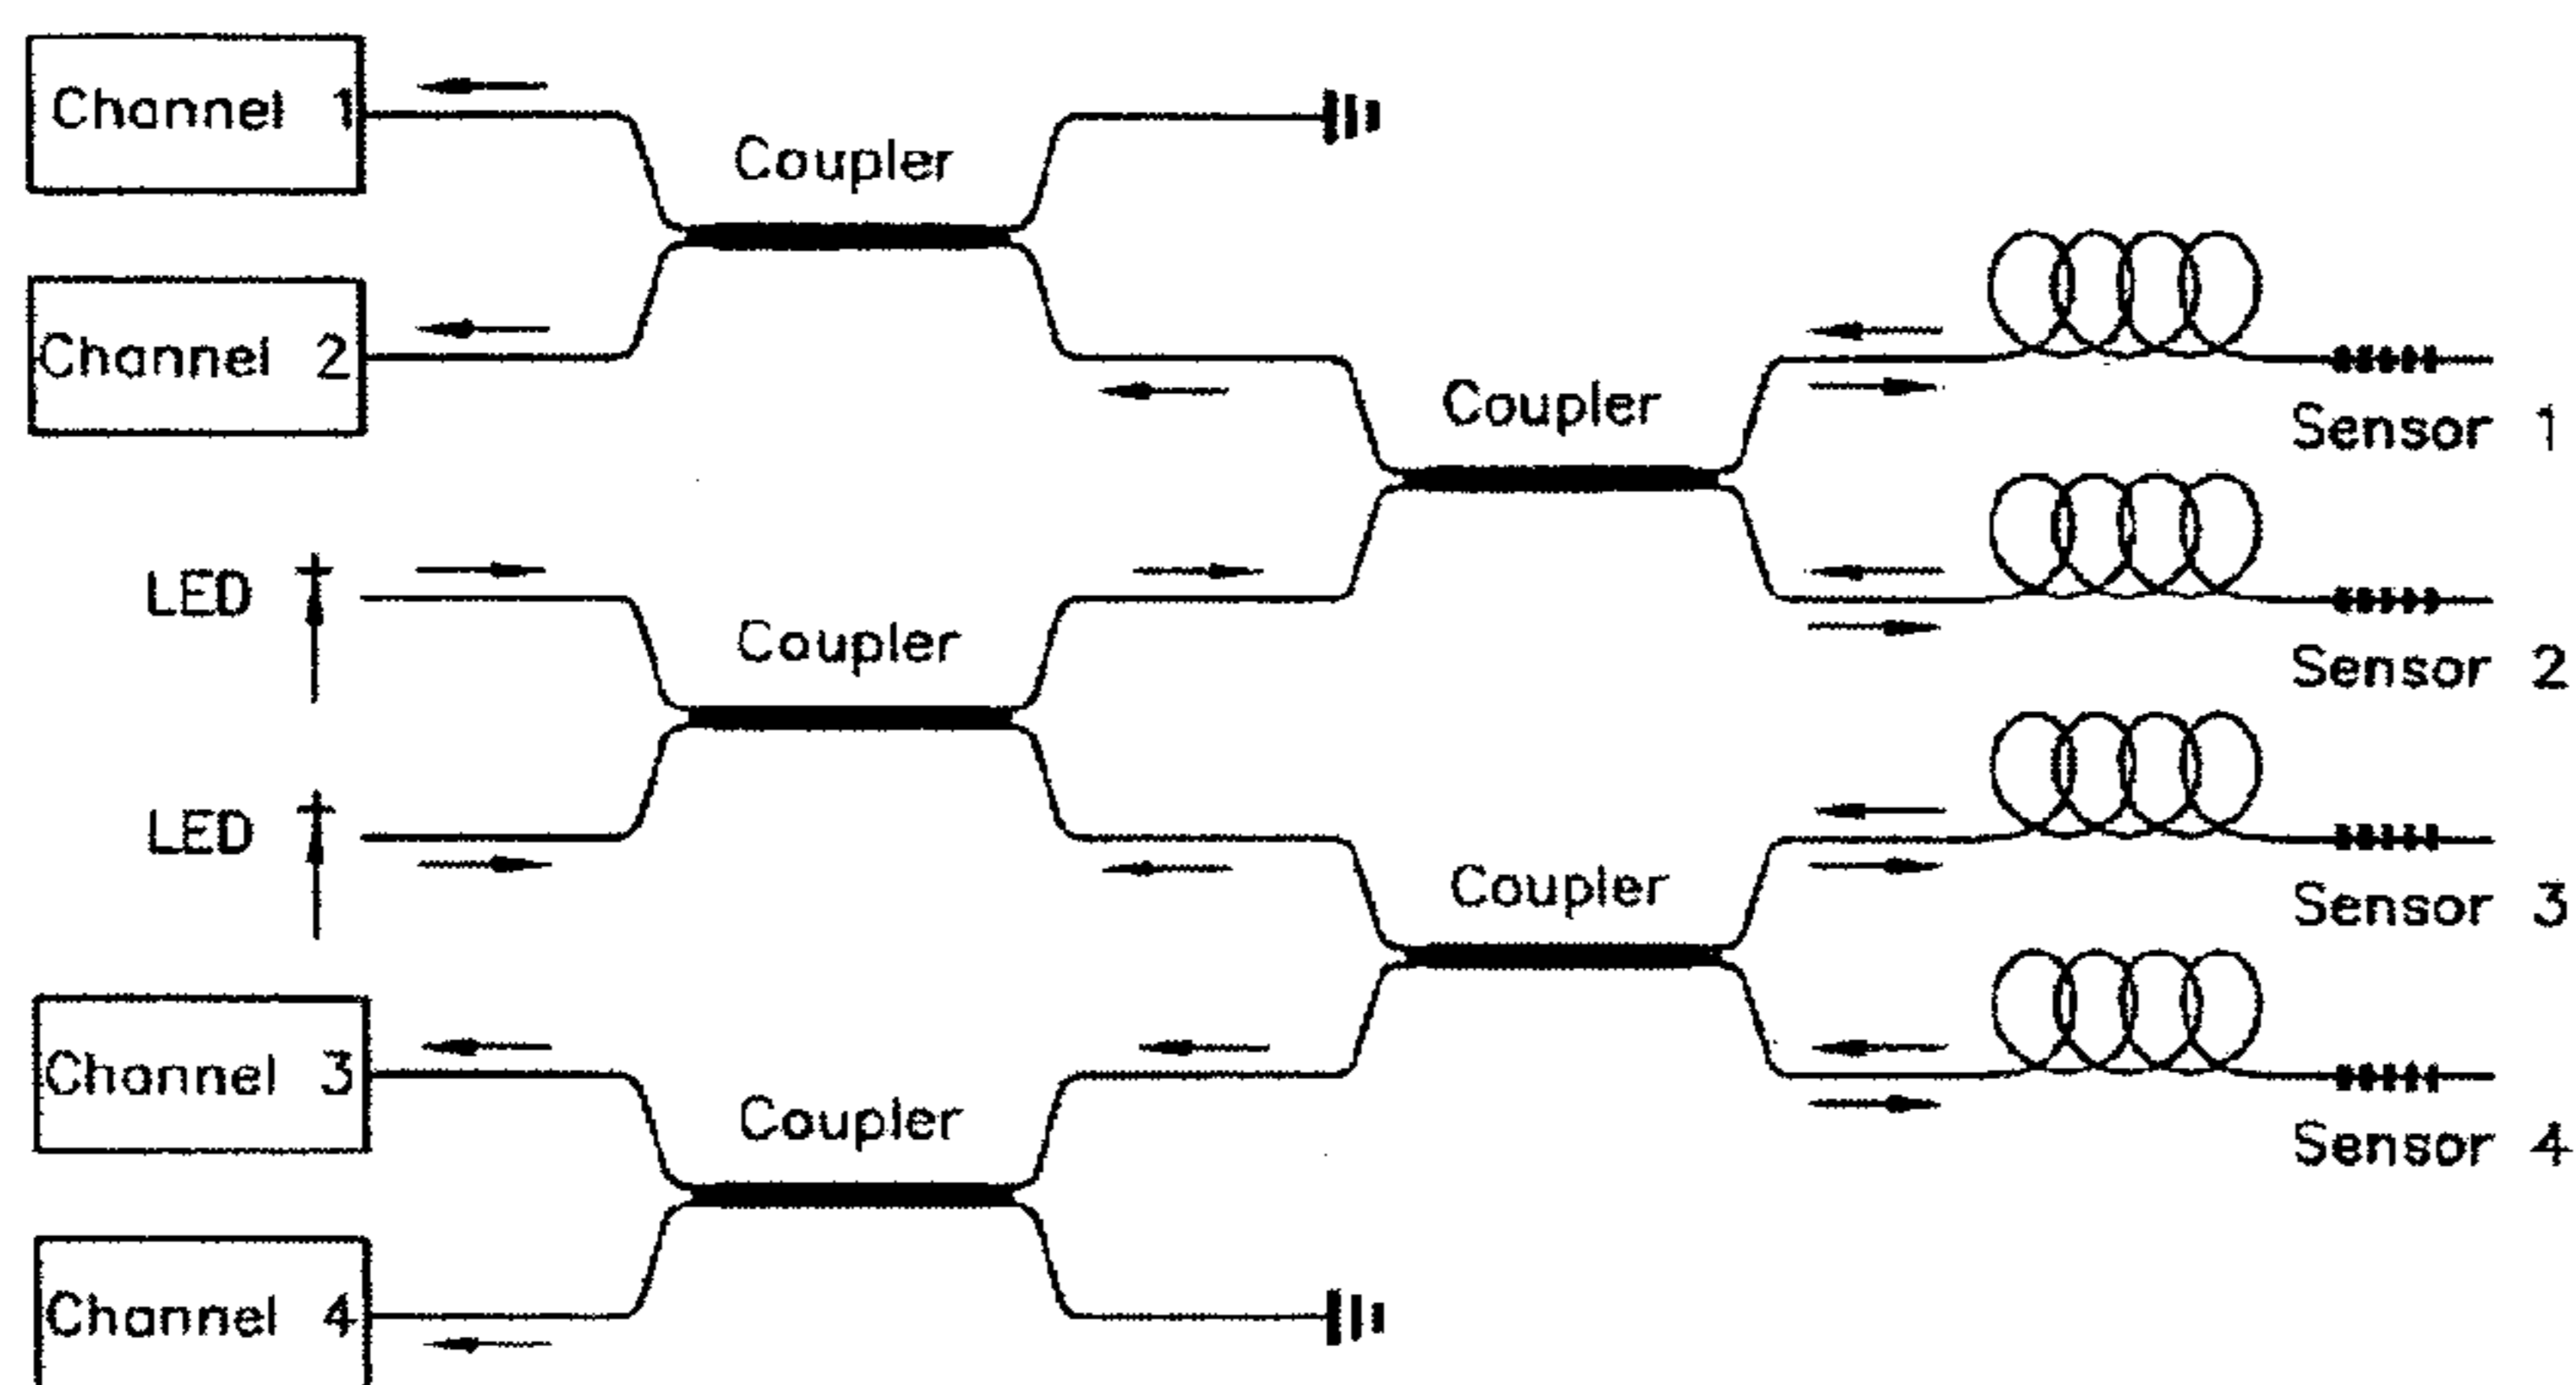 Channel 1
Coupler
Channel 2
Coupler
Sensor 1
LED
Coupler
Sensor 2
LED
Coupler
Sensor 3
Channel 3
Coupler
Sensor 4
Channel 4